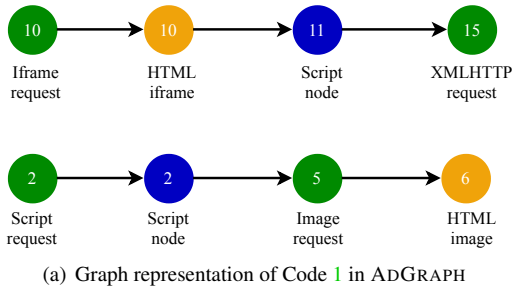 10 10 11 15
Iframe request HTML iframe Script node XMLHTTP request
2 2 5 6
Script request Script node Image request HTML image
(a) Graph representation of Code 1 in ADGRAPH